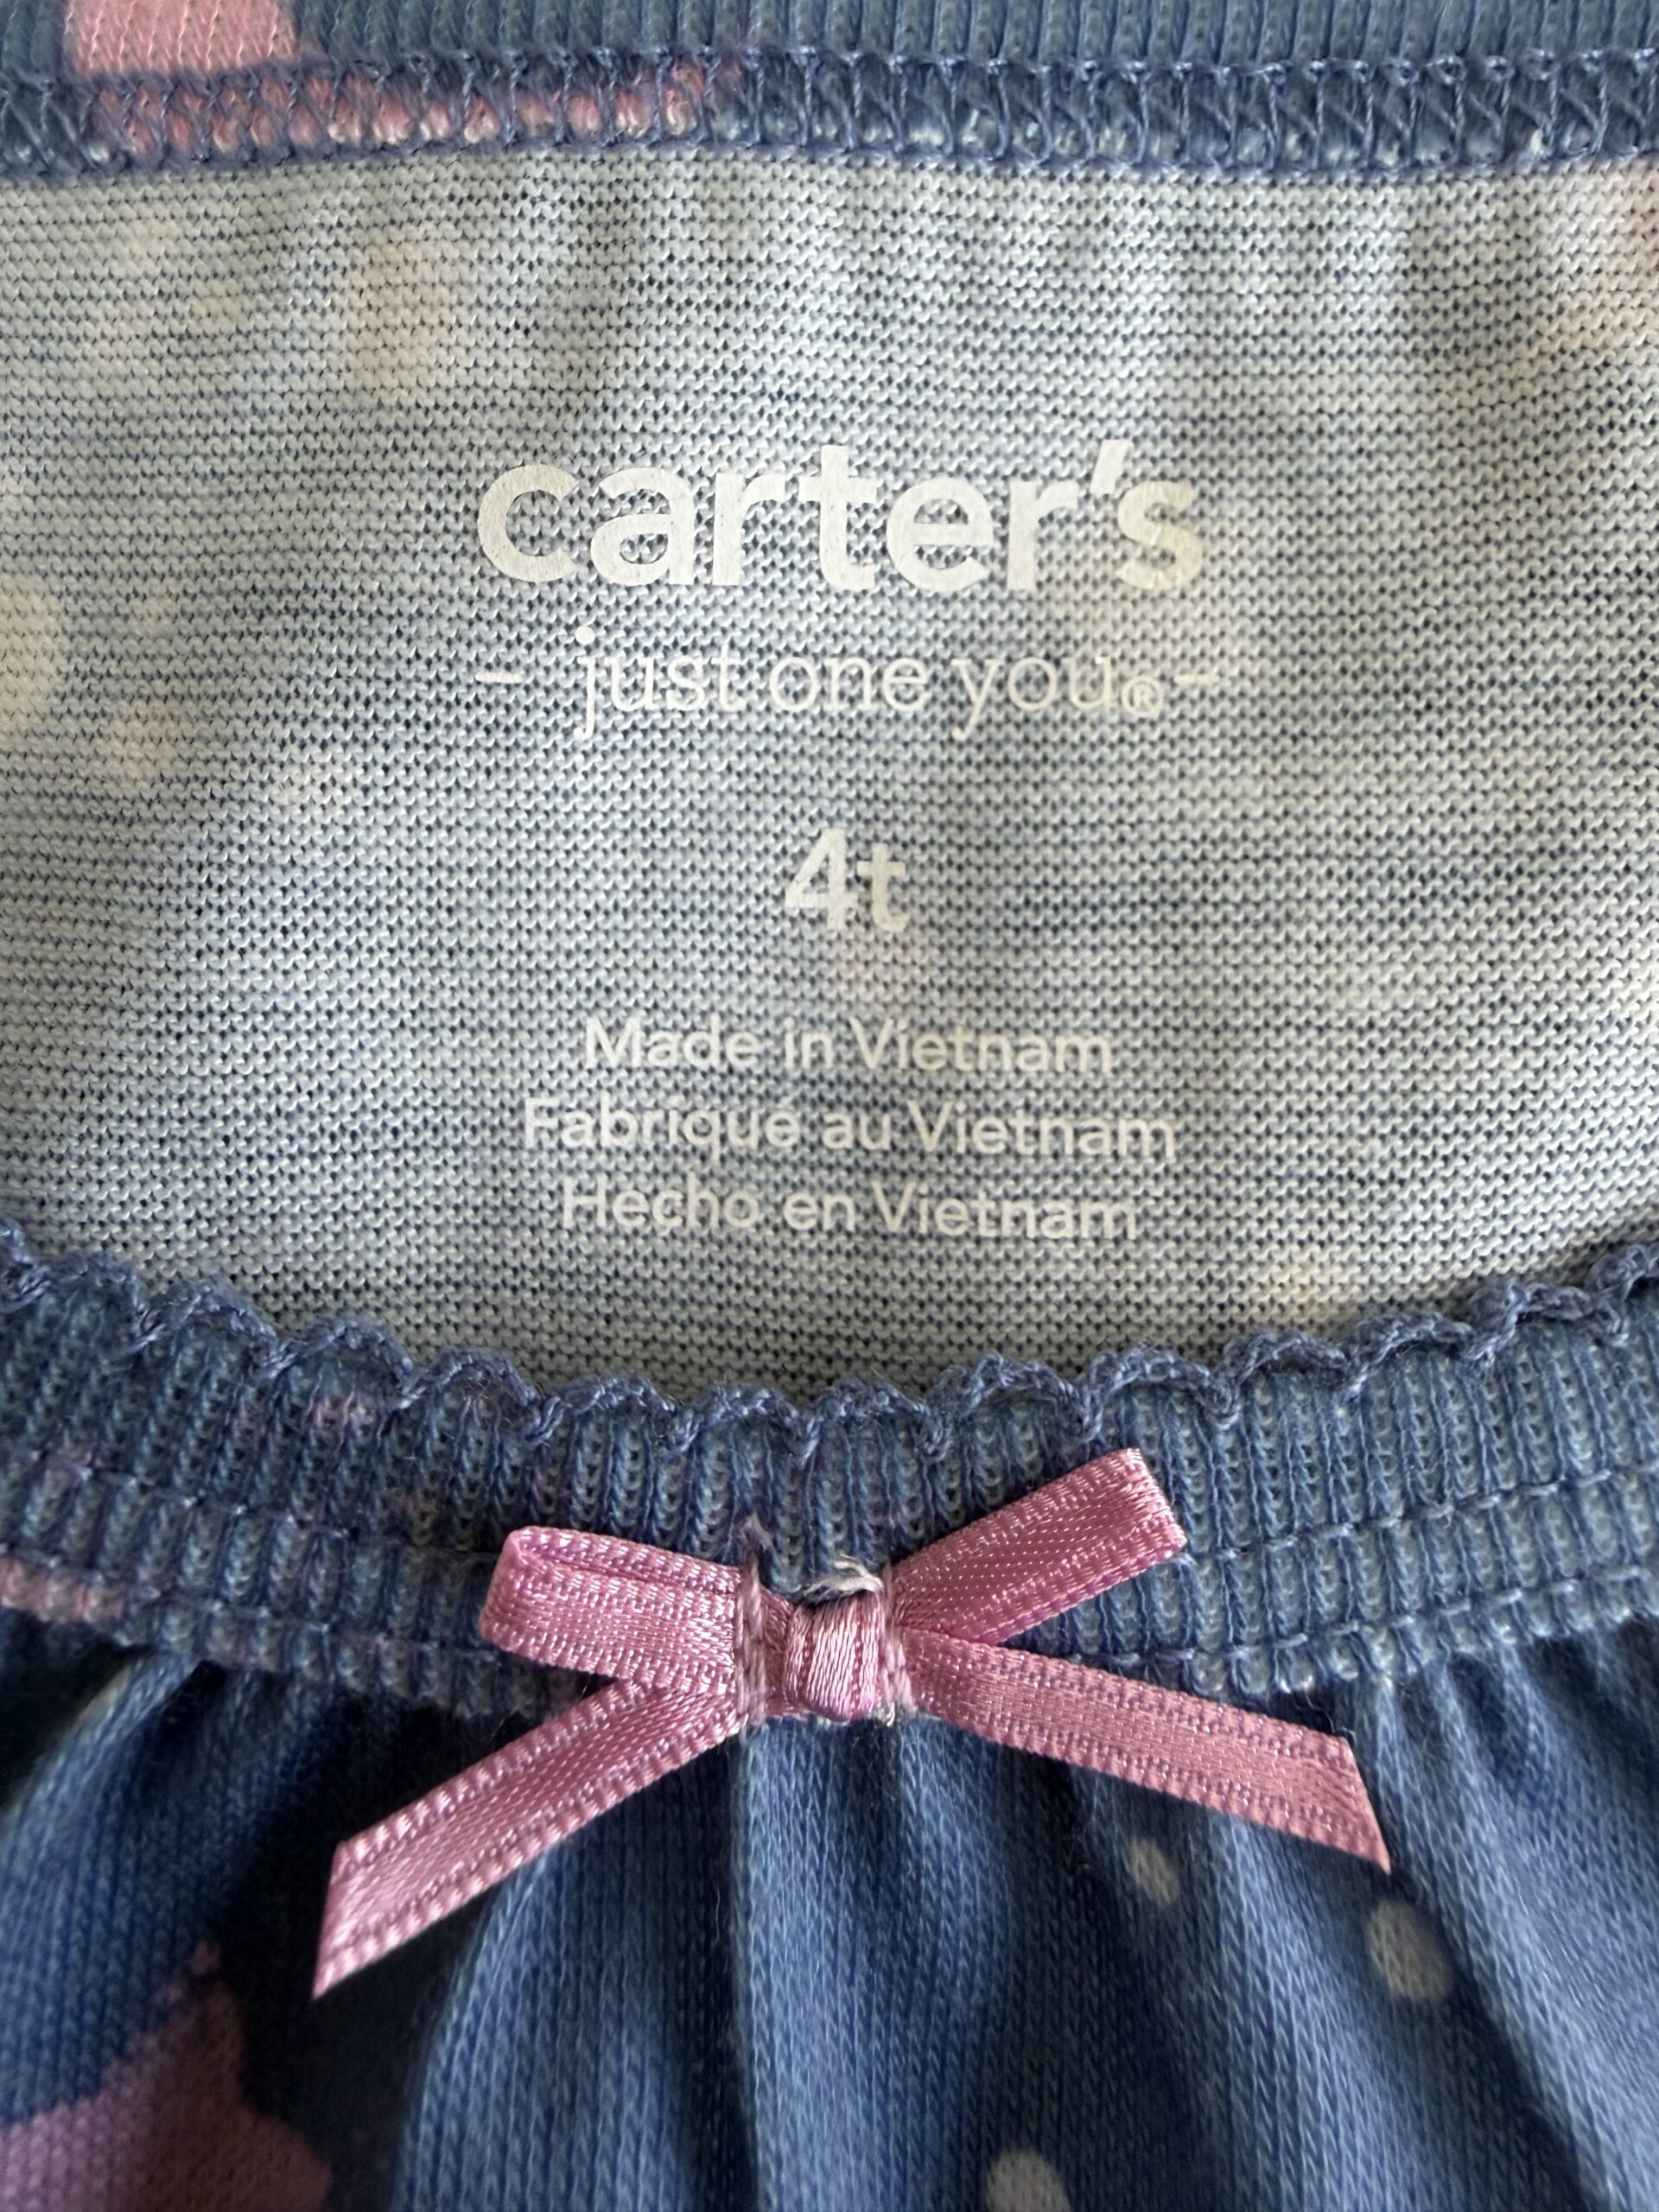 carter's
- just one you® -
4t
Made in Vietnam
Fabriqué au Vietnam
Hecho en Vietnam